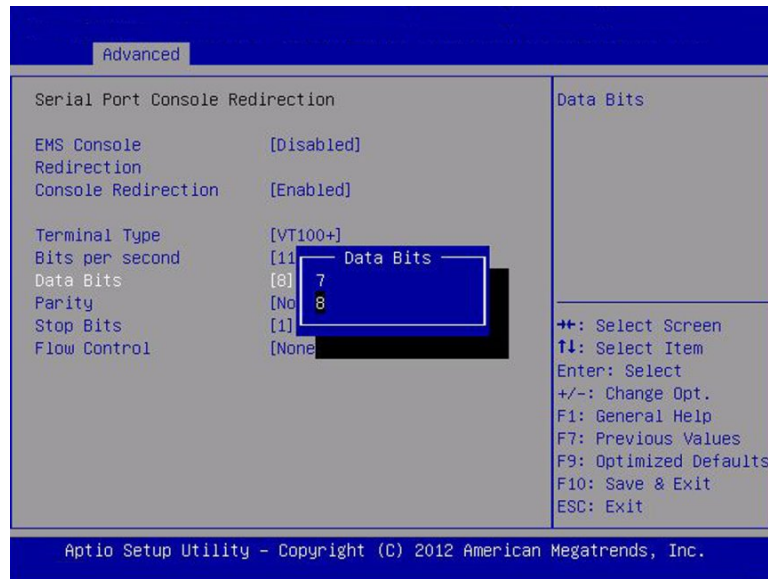 Advanced
Serial Port Console Redirection
EMS Console [Disabled]
Redirection
Console Redirection [Enabled]
Terminal Type [VT100+]
Bits per second [11
Data Bits [8]
Parity [No
Stop Bits [1]
Flow Control [None
Data Bits
7
8
Data Bits
→←: Select Screen
↑↓: Select Item
Enter: Select
+/-: Change Opt.
F1: General Help
F7: Previous Values
F9: Optimized Defaults
F10: Save & Exit
ESC: Exit
Aptio Setup Utility - Copyright (C) 2012 American Megatrends, Inc.